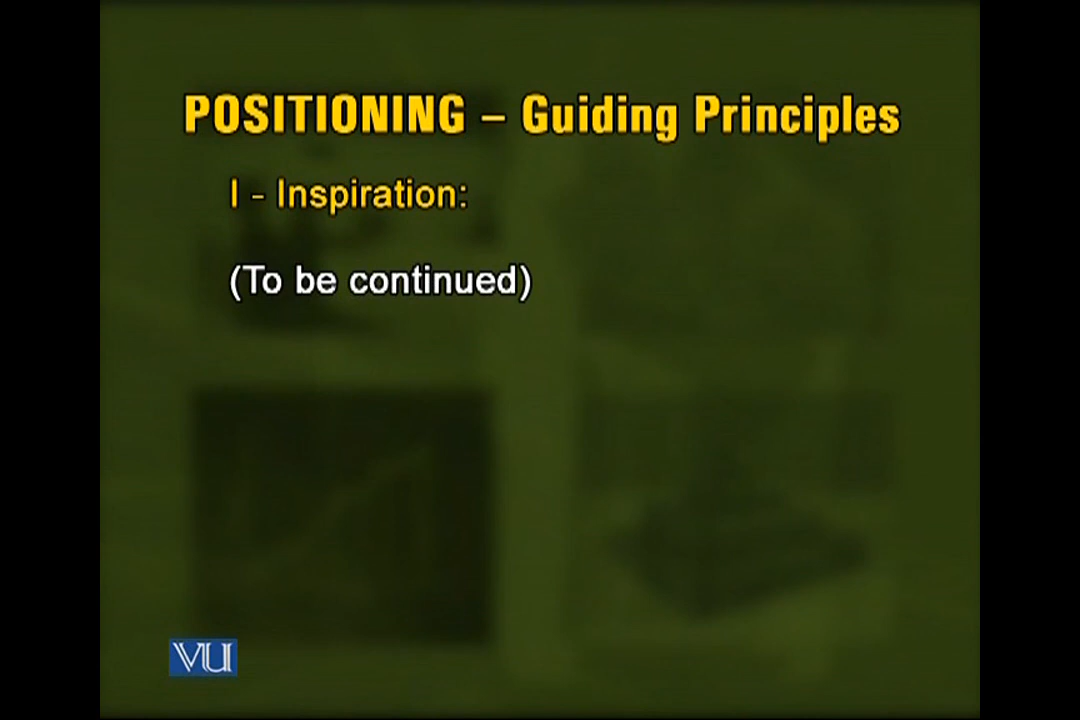 POSITIONING – Guiding Principles
I - Inspiration:
(To be continued)
VU